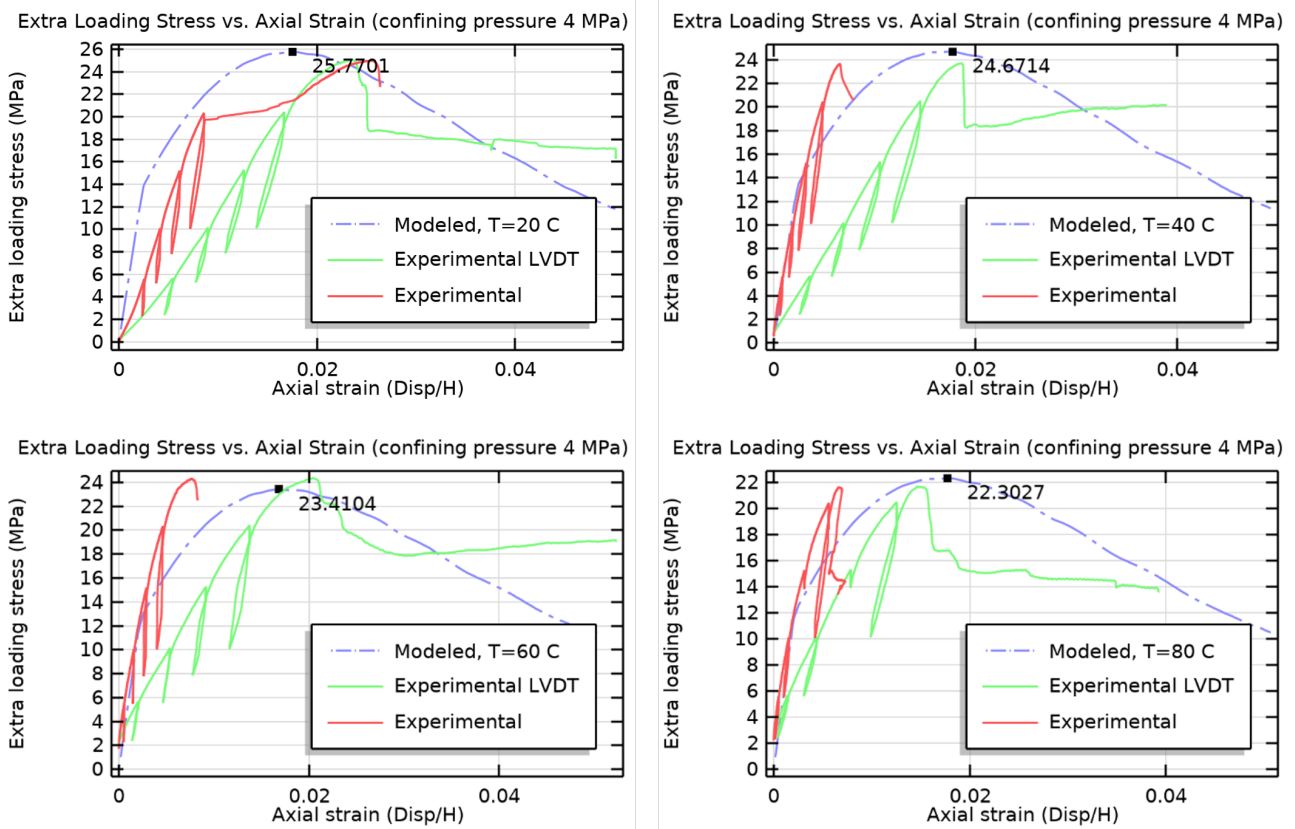 Extra Loading Stress vs. Axial Strain (confining pressure 4 MPa)
Extra loading stress (MPa)
26
24
22
20
18
16
14
12
10
8
6
4
2
0
25.7701
Modeled, T=20 C
Experimental LVDT
Experimental
0
0.02
0.04
Axial strain (Disp/H)
Extra Loading Stress vs. Axial Strain (confining pressure 4 MPa)
Extra loading stress (MPa)
24
22
20
18
16
14
12
10
8
6
4
2
0
24.6714
Modeled, T=40 C
Experimental LVDT
Experimental
0
0.02
0.04
Axial strain (Disp/H)
Extra Loading Stress vs. Axial Strain (confining pressure 4 MPa)
Extra loading stress (MPa)
24
22
20
18
16
14
12
10
8
6
4
2
0
23.4104
Modeled, T=60 C
Experimental LVDT
Experimental
0
0.02
0.04
Axial strain (Disp/H)
Extra Loading Stress vs. Axial Strain (confining pressure 4 MPa)
Extra loading stress (MPa)
22
20
18
16
14
12
10
8
6
4
2
0
22.3027
Modeled, T=80 C
Experimental LVDT
Experimental
0
0.02
0.04
Axial strain (Disp/H)